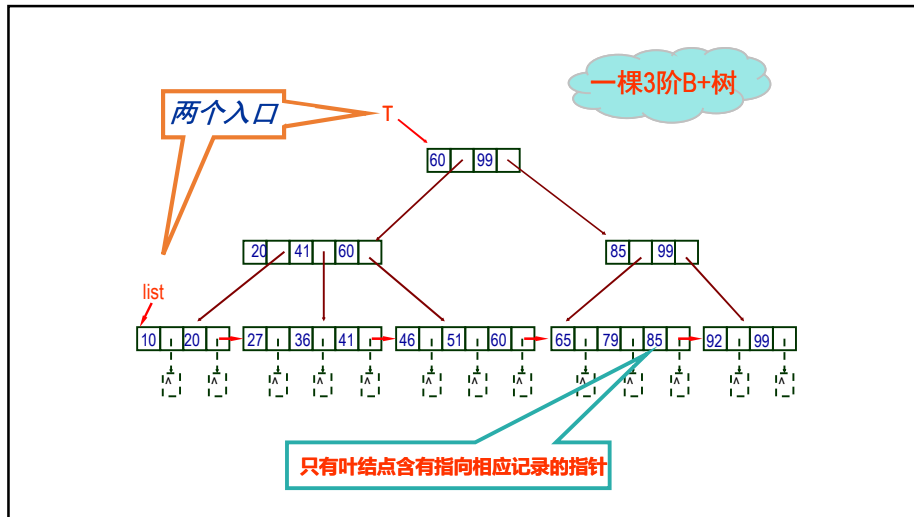 一棵3阶B+树
两个入口
T
60 99
20 41 60
85 99
list
10 20 27 36 41 46 51 60 65 79 85 92 99
^ ^ ^ ^ ^ ^ ^ ^ ^ ^ ^ ^ ^
只有叶结点含有指向相应记录的指针